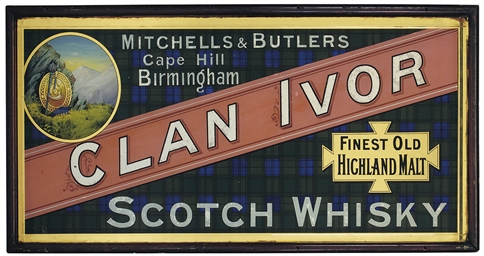 MITCHELLS & BUTLERS
Cape Hill
Birmingham
CLAN IVOR
FINEST OLD
HIGHLAND MALT
SCOTCH WHISKY